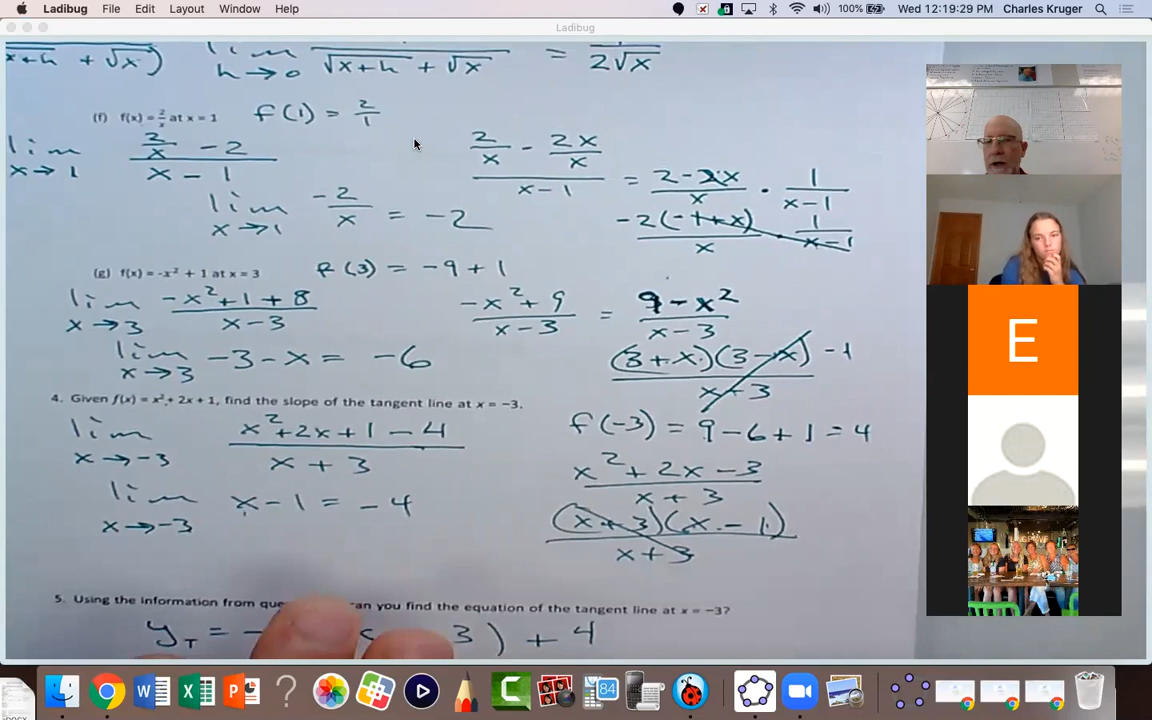 Ladibug File Edit Layout Window Help 100% Wed 12:19:29 PM Charles Kruger
Ladibug
x+h + √x) lim h→0 √x+h + √x = 2√x
(f) f(x) = 2/x at x = 1 f(1) = 2/1
lim x→1 (2/x - 2)/(x - 1) (2/x - 2x/x)/(x-1) = (2-2x)/x · 1/(x-1)
lim x→1 -2/x = -2 -2(-1+x)/x · 1/(x-1)
(g) f(x) = -x² + 1 at x = 3 f(3) = -9+1
lim x→3 (-x²+1+8)/(x-3) (-x²+9)/(x-3) = (9-x²)/(x-3)
lim x→3 -3-x = -6 (3+x)(3-x)/(x-3) -1
4. Given f(x) = x² + 2x + 1, find the slope of the tangent line at x = −3.
lim x→-3 (x²+2x+1-4)/(x+3) f(-3) = 9-6+1=4
(x²+2x-3)/(x+3)
lim x→-3 x-1 = -4 (x+3)(x-1)/(x+3)
5. Using the information from can you find the equation of the tangent line at x = −3?
y_T = 3) + 4
E
84